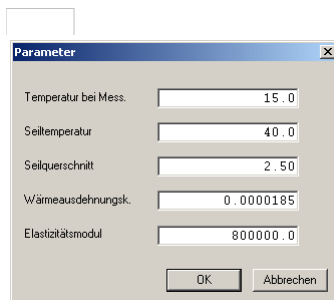 Parameter
Temperatur bei Mess. 15.0
Seiltemperatur 40.0
Seilquerschnitt 2.50
Wärmeausdehnungsk. 0.0000185
Elastizitätsmodul 800000.0
OK Abbrechen